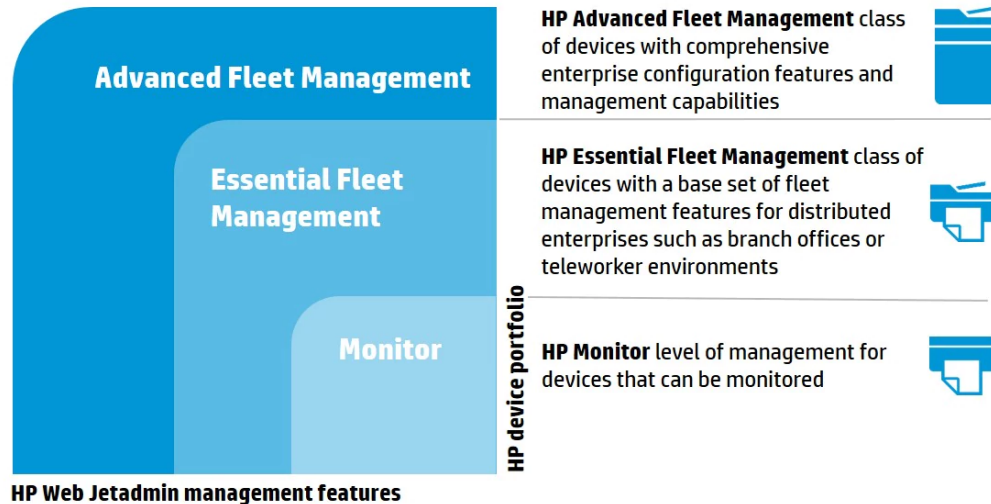 Advanced Fleet Management
Essential Fleet
Management
Monitor
HP Web Jetadmin management features
HP device portfolio
HP Advanced Fleet Management class
of devices with comprehensive
enterprise configuration features and
management capabilities
HP Essential Fleet Management class of
devices with a base set of fleet
management features for distributed
enterprises such as branch offices or
teleworker environments
HP Monitor level of management for
devices that can be monitored